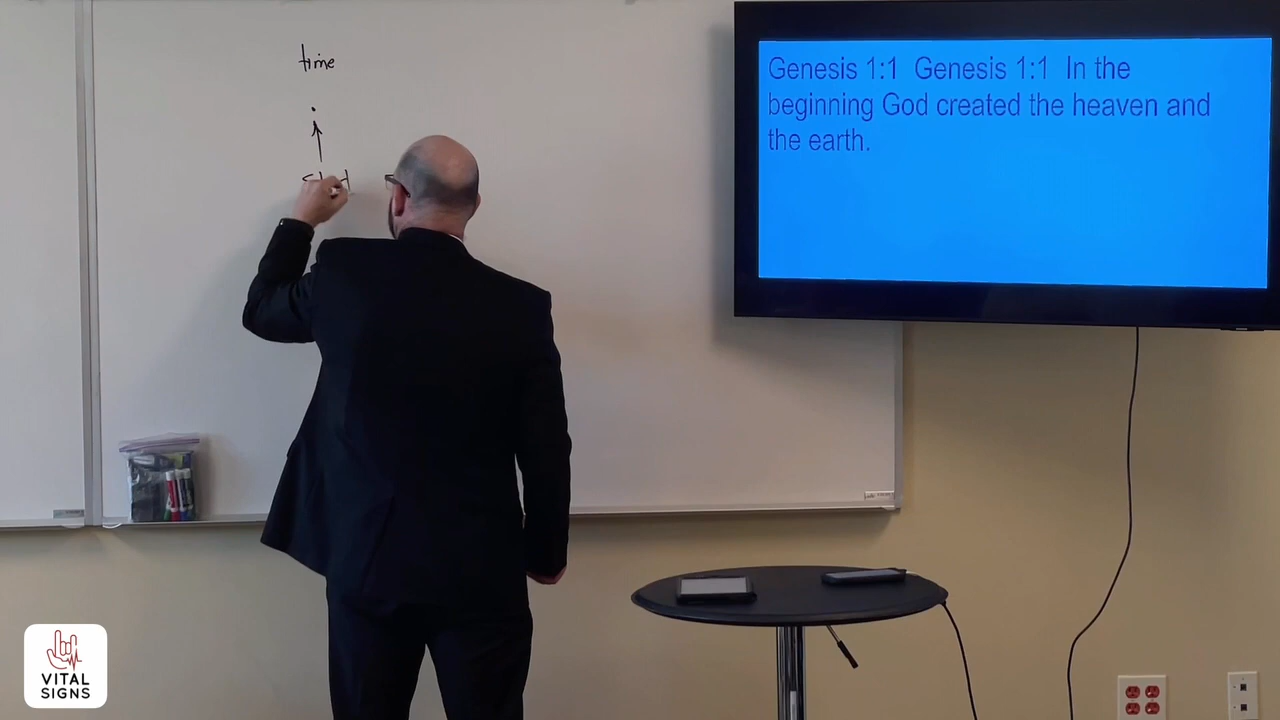 time
Genesis 1:1 Genesis 1:1 In the
beginning God created the heaven and
the earth.
VITAL
SIGNS